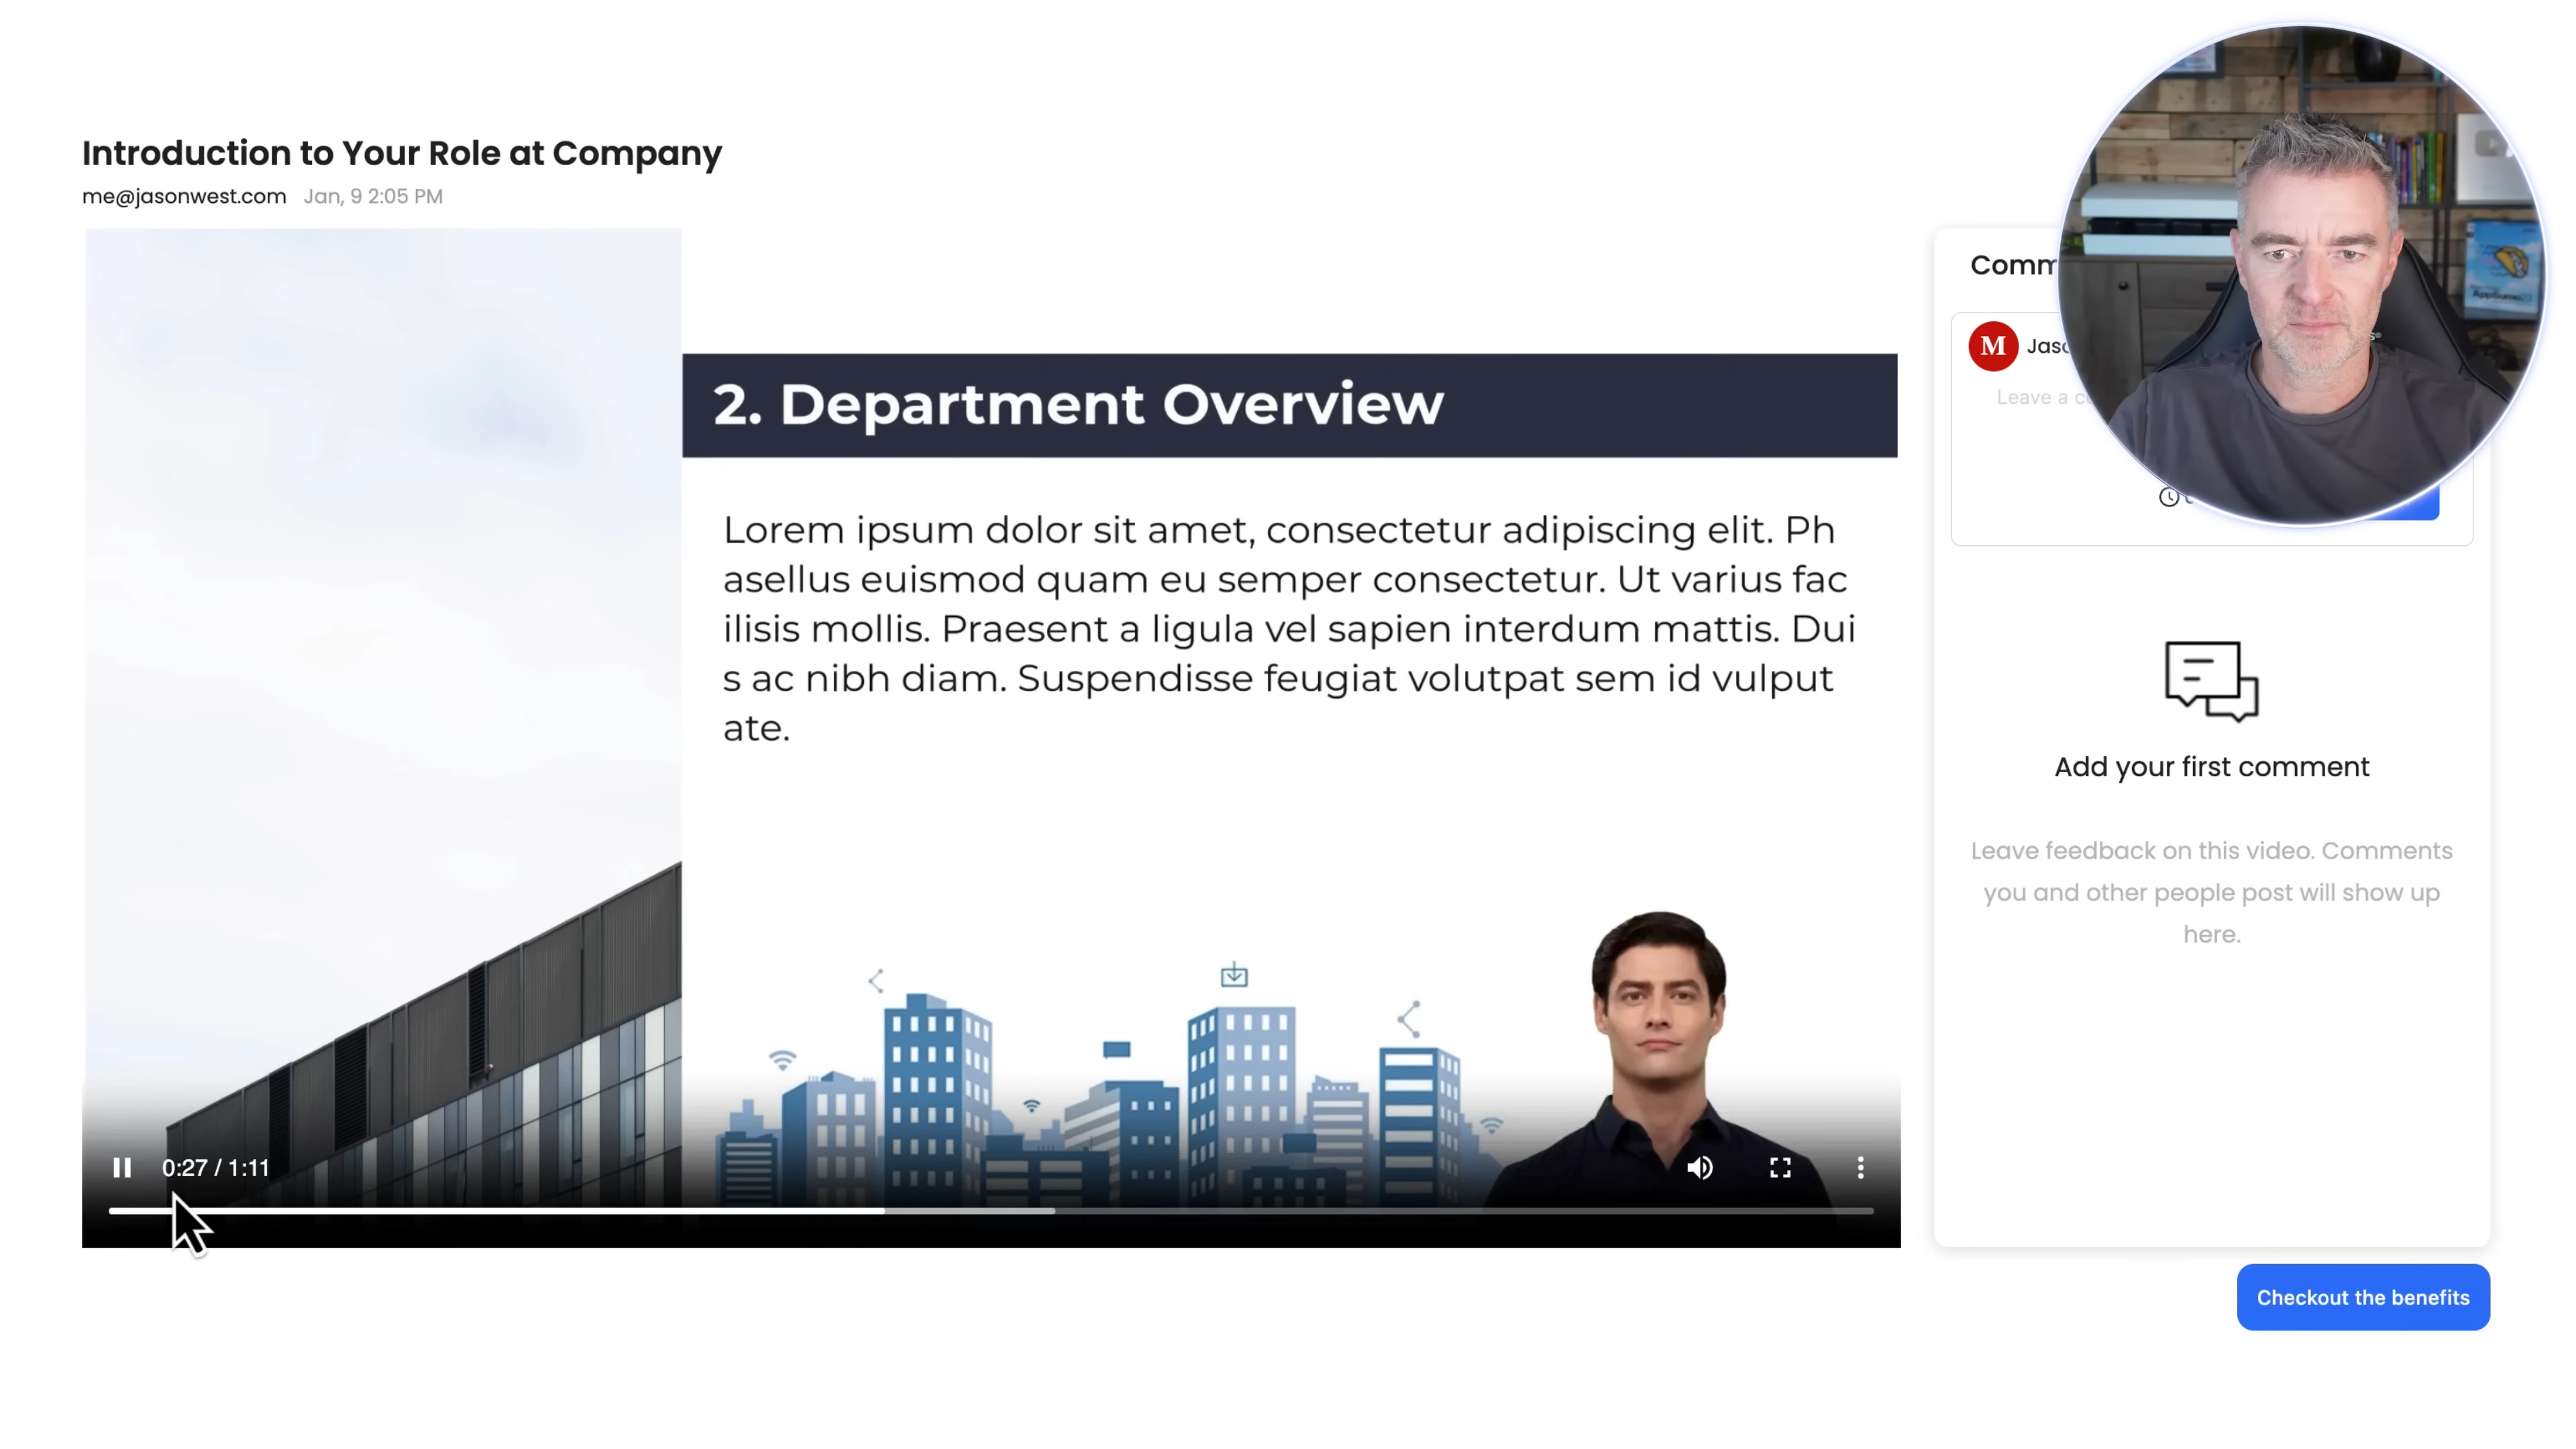 Introduction to Your Role at Company
me@jasonwest.com Jan, 9 2:05 PM
2. Department Overview
Lorem ipsum dolor sit amet, consectetur adipiscing elit. Ph
asellus euismod quam eu semper consectetur. Ut varius fac
ilisis mollis. Praesent a ligula vel sapien interdum mattis. Dui
s ac nibh diam. Suspendisse feugiat volutpat sem id vulput
ate.
0:27 / 1:11
Comm
M Jaso
Leave a c
Add your first comment
Leave feedback on this video. Comments
you and other people post will show up
here.
Checkout the benefits